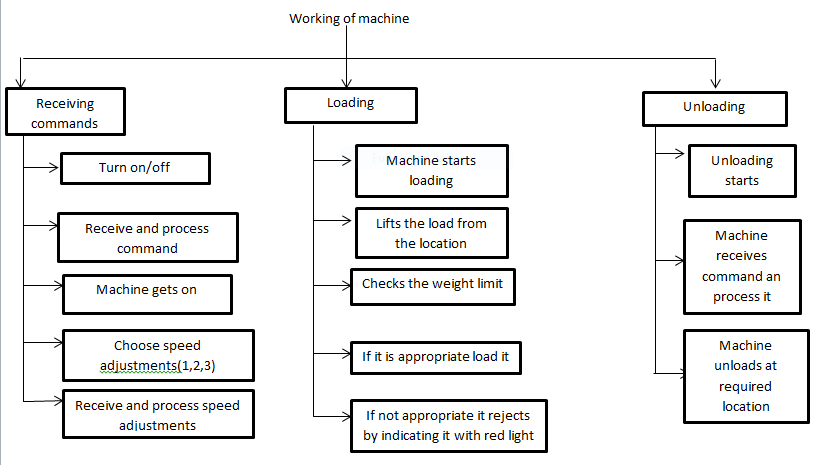 Working of machine
Receiving
commands
Turn on/off
Receive and process
command
Machine gets on
Choose speed
adjustments(1,2,3)
Receive and process speed
adjustments
Loading
Machine starts
loading
Lifts the load from
the location
Checks the weight limit
If it is appropriate load it
If not appropriate it rejects
by indicating it with red light
Unloading
Unloading
starts
Machine
receives
command an
process it
Machine
unloads at
required
location